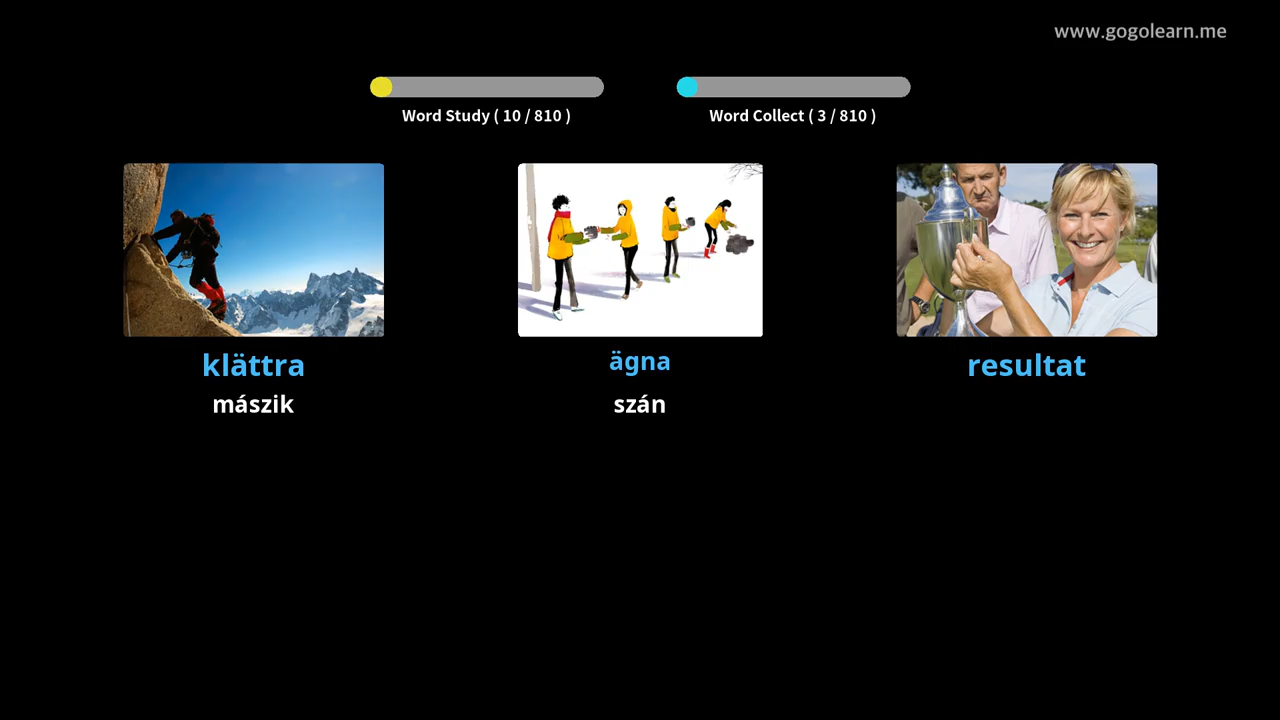 www.gogolearn.me
Word Study ( 10 / 810 )
Word Collect ( 3 / 810 )
klättra
mászik
ägna
szán
resultat